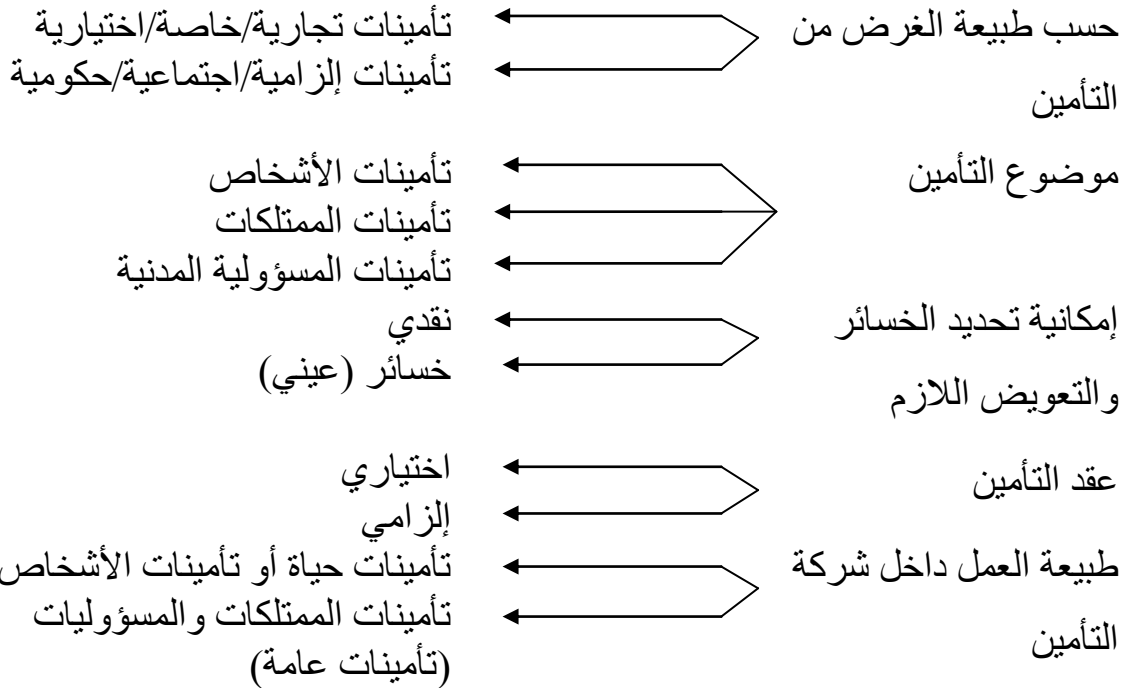 حسب طبيعة الغرض من
التأمين
تأمينات تجارية/خاصة/اختيارية
تأمينات إلزامية/اجتماعية/حكومية
موضوع التأمين
تأمينات الأشخاص
تأمينات الممتلكات
تأمينات المسؤولية المدنية
إمكانية تحديد الخسائر
والتعويض اللازم
نقدي
خسائر (عيني)
عقد التأمين
اختياري
إلزامي
طبيعة العمل داخل شركة
التأمين
تأمينات حياة أو تأمينات الأشخاص
تأمينات الممتلكات والمسؤوليات
(تأمينات عامة)